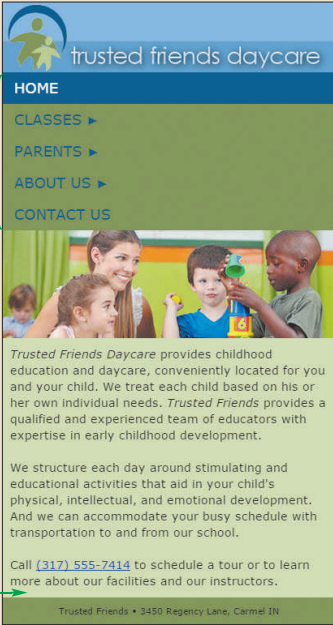 trusted friends daycare
HOME
CLASSES ►
PARENTS ►
ABOUT US ►
CONTACT US
6
Trusted Friends Daycare provides childhood
education and daycare, conveniently located for you
and your child. We treat each child based on his or
her own individual needs. Trusted Friends provides a
qualified and experienced team of educators with
expertise in early childhood development.
We structure each day around stimulating and
educational activities that aid in your child's
physical, intellectual, and emotional development.
And we can accommodate your busy schedule with
transportation to and from our school.
Call (317) 555-7414 to schedule a tour or to learn
more about our facilities and our instructors.
Trusted Friends • 3450 Regency Lane, Carmel IN